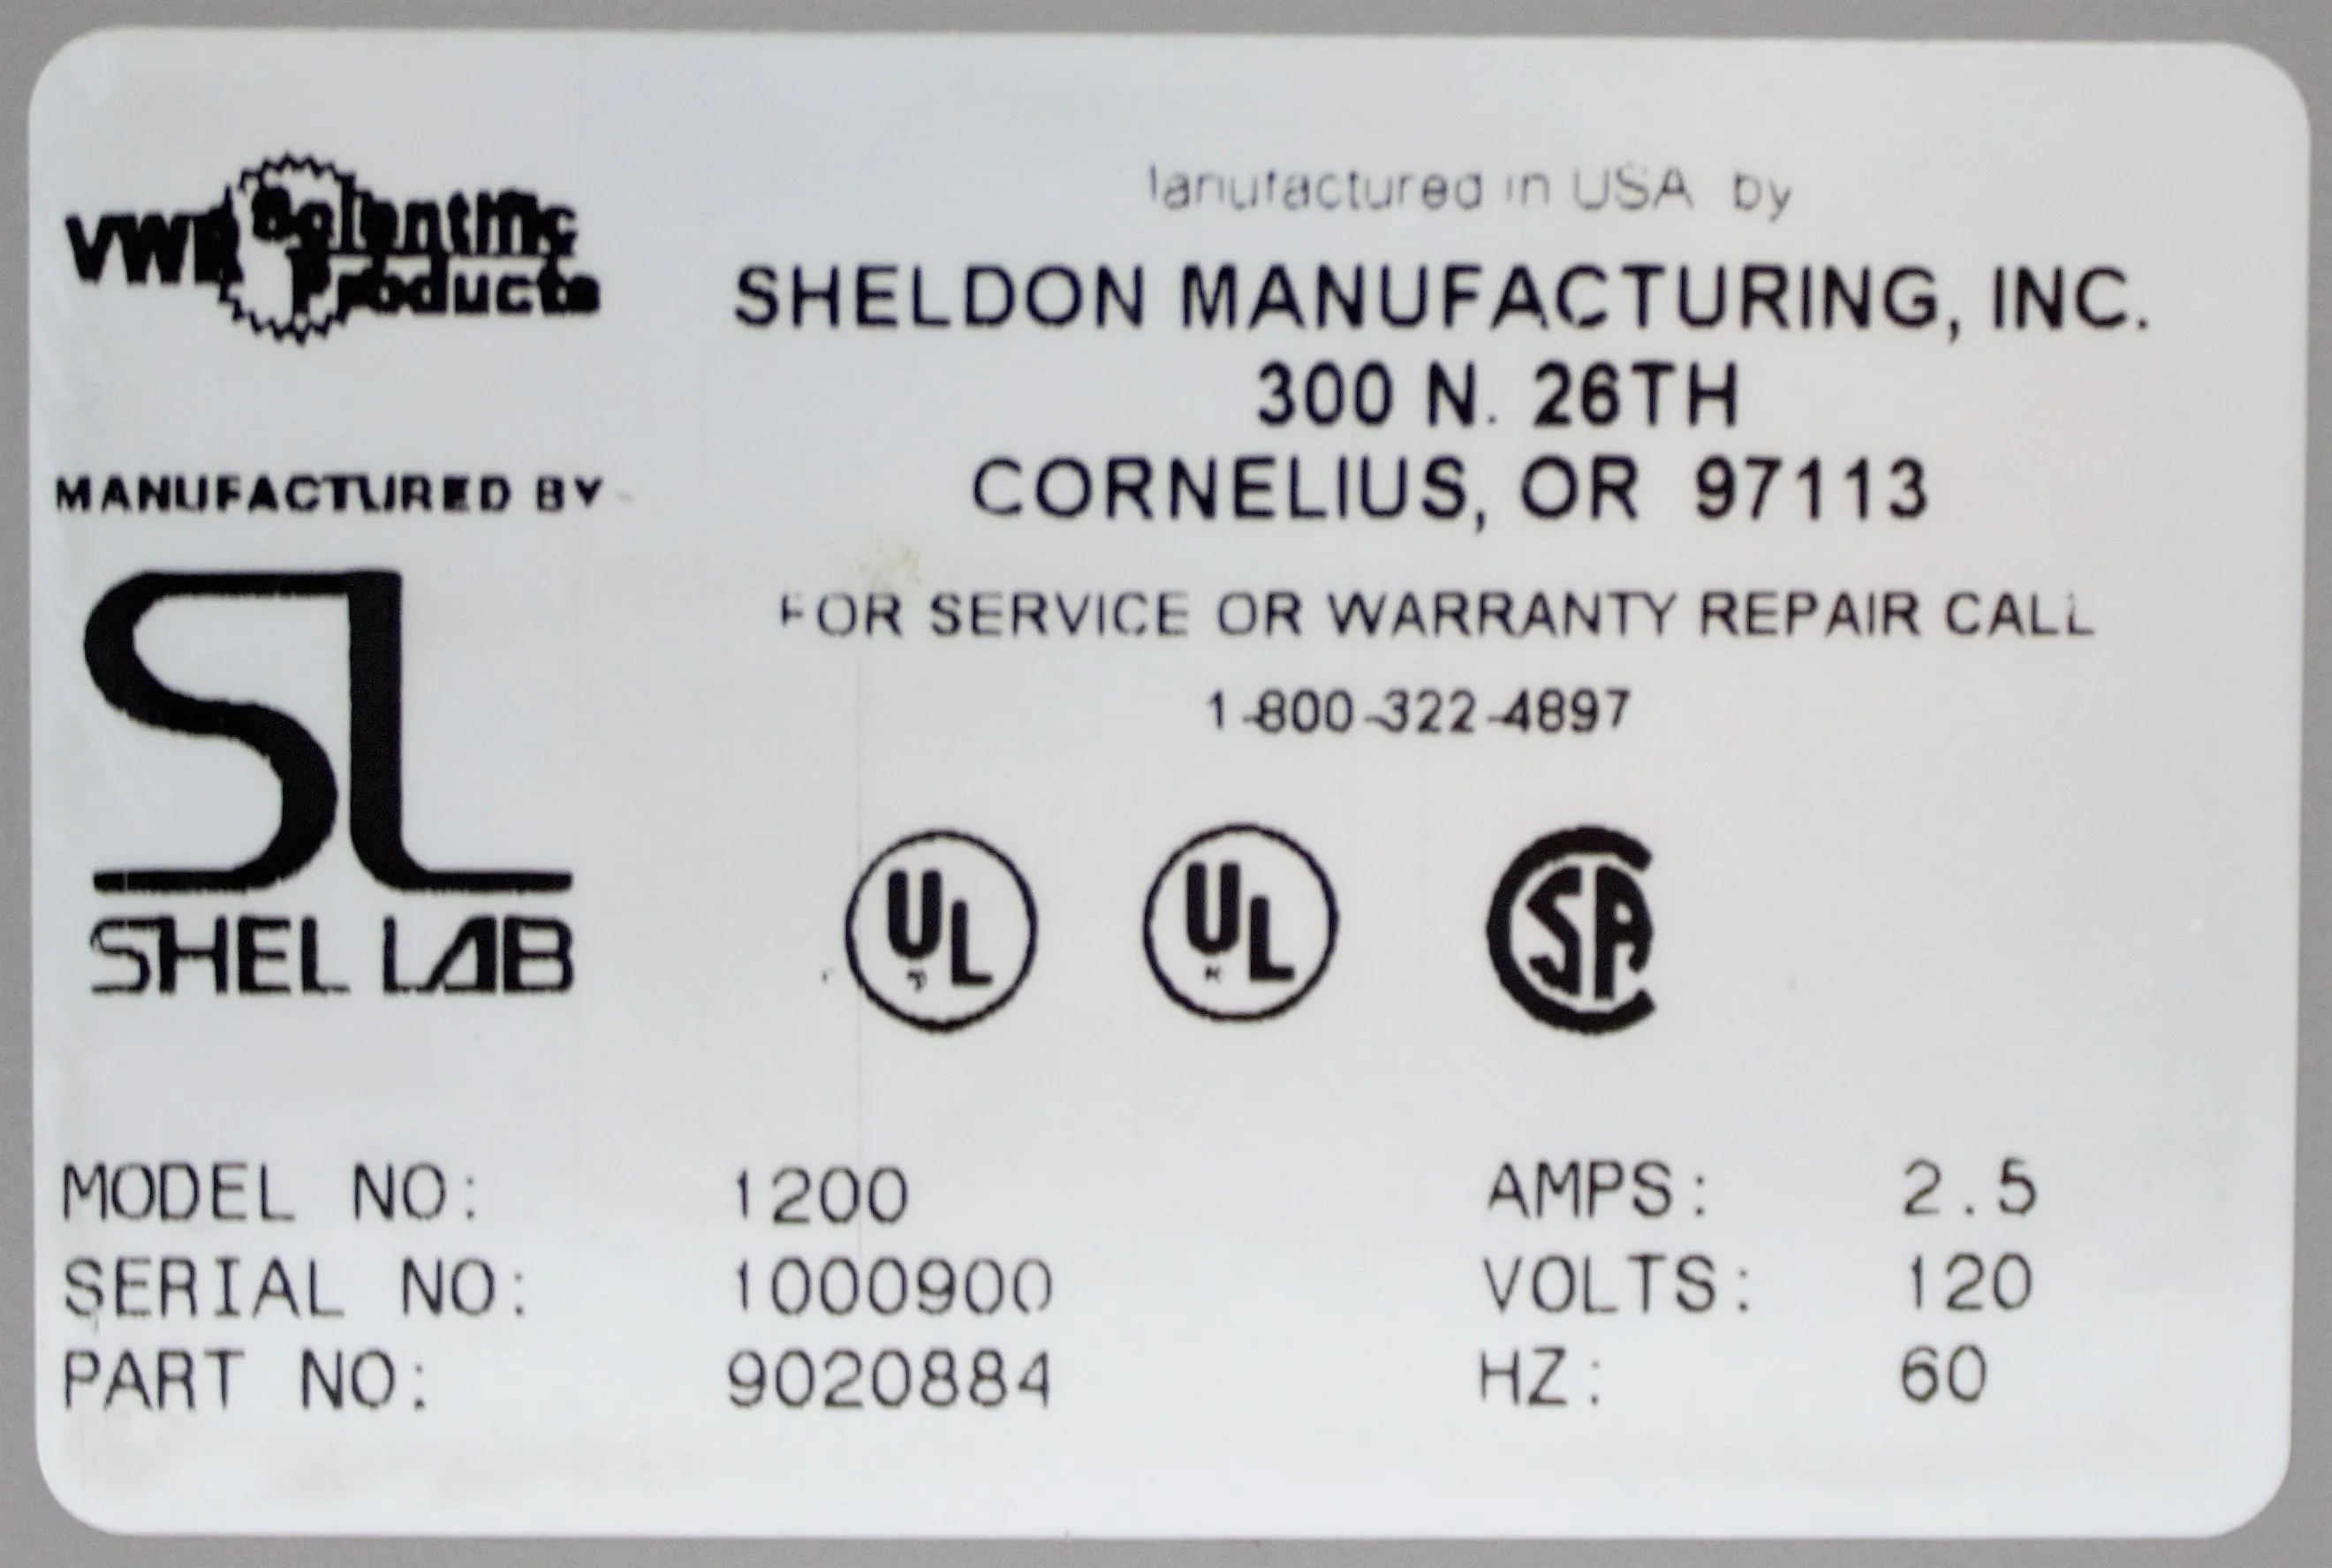 VWR Scientific Products
MANUFACTURED BY
SL
SHEL LAB
Manufactured in USA by
SHELDON MANUFACTURING, INC.
300 N. 26TH
CORNELIUS, OR 97113
FOR SERVICE OR WARRANTY REPAIR CALL
1-800-322-4897
UL UL CSA
MODEL NO: 1200 AMPS: 2.5
SERIAL NO: 1000900 VOLTS: 120
PART NO: 9020884 HZ: 60